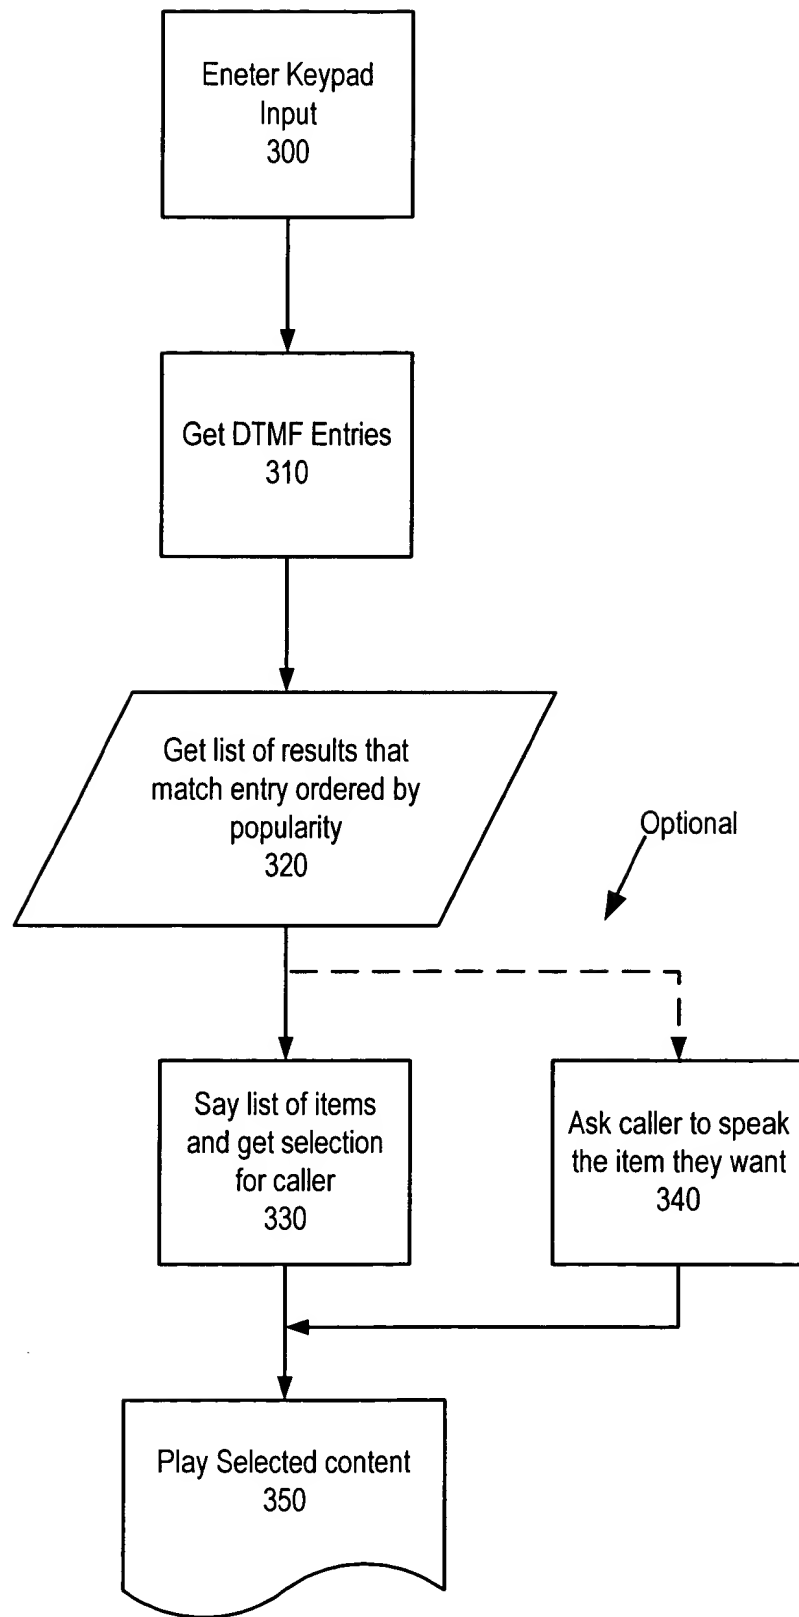 Eneter Keypad
Input
300
Get DTMF Entries
310
Get list of results that
match entry ordered by
popularity
320
Optional
Say list of items
and get selection
for caller
330
Ask caller to speak
the item they want
340
Play Selected content
350